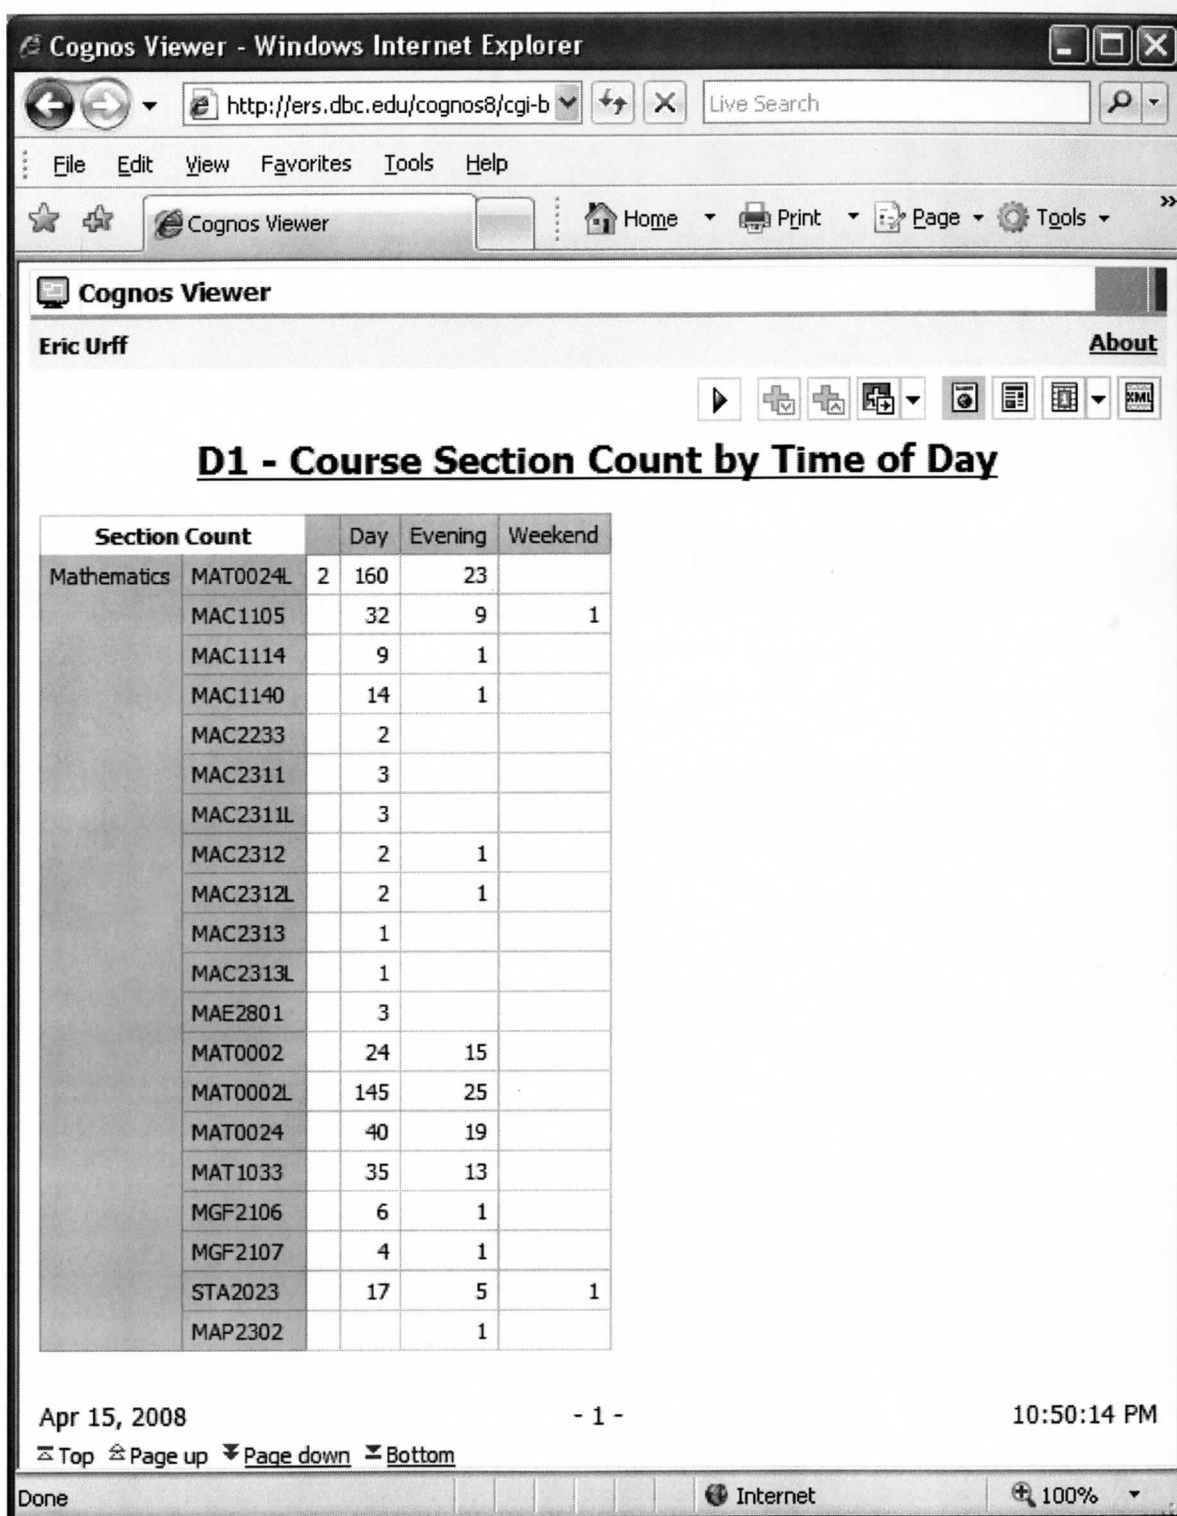 Cognos Viewer - Windows Internet Explorer
http://ers.dbc.edu/cognos8/cgi-b Live Search
File Edit View Favorites Tools Help
Cognos Viewer Home Print Page Tools »
Cognos Viewer
Eric Urff About
XML
D1 - Course Section Count by Time of Day
Section Count Day Evening Weekend
Mathematics MAT0024L 2 160 23
MAC1105 32 9 1
MAC1114 9 1
MAC1140 14 1
MAC2233 2
MAC2311 3
MAC2311L 3
MAC2312 2 1
MAC2312L 2 1
MAC2313 1
MAC2313L 1
MAE2801 3
MAT0002 24 15
MAT0002L 145 25
MAT0024 40 19
MAT1033 35 13
MGF2106 6 1
MGF2107 4 1
STA2023 17 5 1
MAP2302 1
Apr 15, 2008 - 1 - 10:50:14 PM
Top Page up Page down Bottom
Done Internet 100%